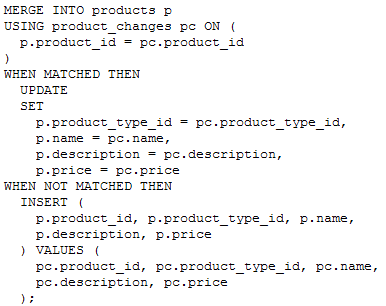 MERGE INTO products p
USING product_changes pc ON (
  p.product_id = pc.product_id
)
WHEN MATCHED THEN
  UPDATE
  SET
    p.product_type_id = pc.product_type_id,
    p.name = pc.name,
    p.description = pc.description,
    p.price = pc.price
WHEN NOT MATCHED THEN
  INSERT (
    p.product_id, p.product_type_id, p.name,
    p.description, p.price
  ) VALUES (
    pc.product_id, pc.product_type_id, pc.name,
    pc.description, pc.price
  );